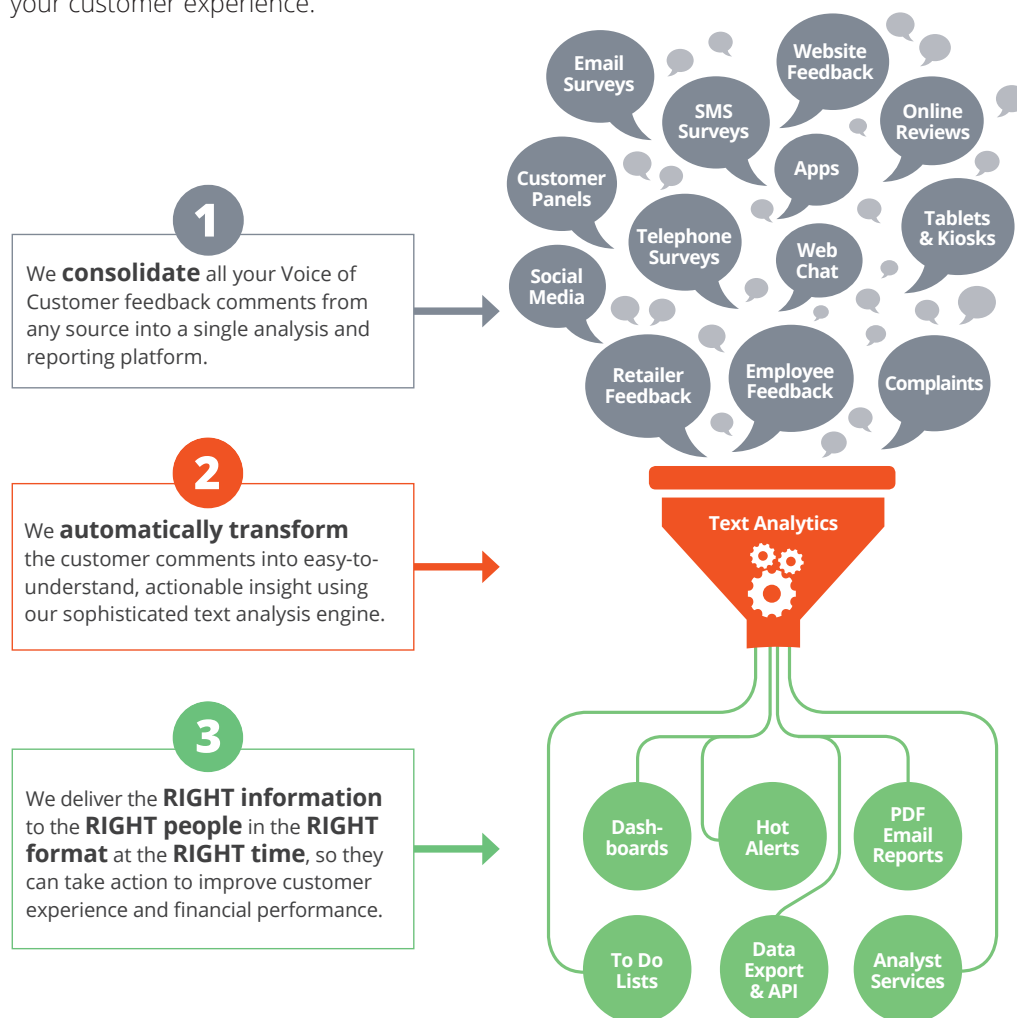 your customer experience.
1
We consolidate all your Voice of
Customer feedback comments from
any source into a single analysis and
reporting platform.
Email
Surveys
Website
Feedback
SMS
Surveys
Online
Reviews
Customer
Panels
Apps
Telephone
Surveys
Tablets
& Kiosks
Social
Media
Web
Chat
Retailer
Feedback
Employee
Feedback
Complaints
2
We automatically transform
the customer comments into easy-to-
understand, actionable insight using
our sophisticated text analysis engine.
Text Analytics
3
We deliver the RIGHT information
to the RIGHT people in the RIGHT
format at the RIGHT time, so they
can take action to improve customer
experience and financial performance.
Dash-
boards
Hot
Alerts
PDF
Email
Reports
To Do
Lists
Data
Export
& API
Analyst
Services